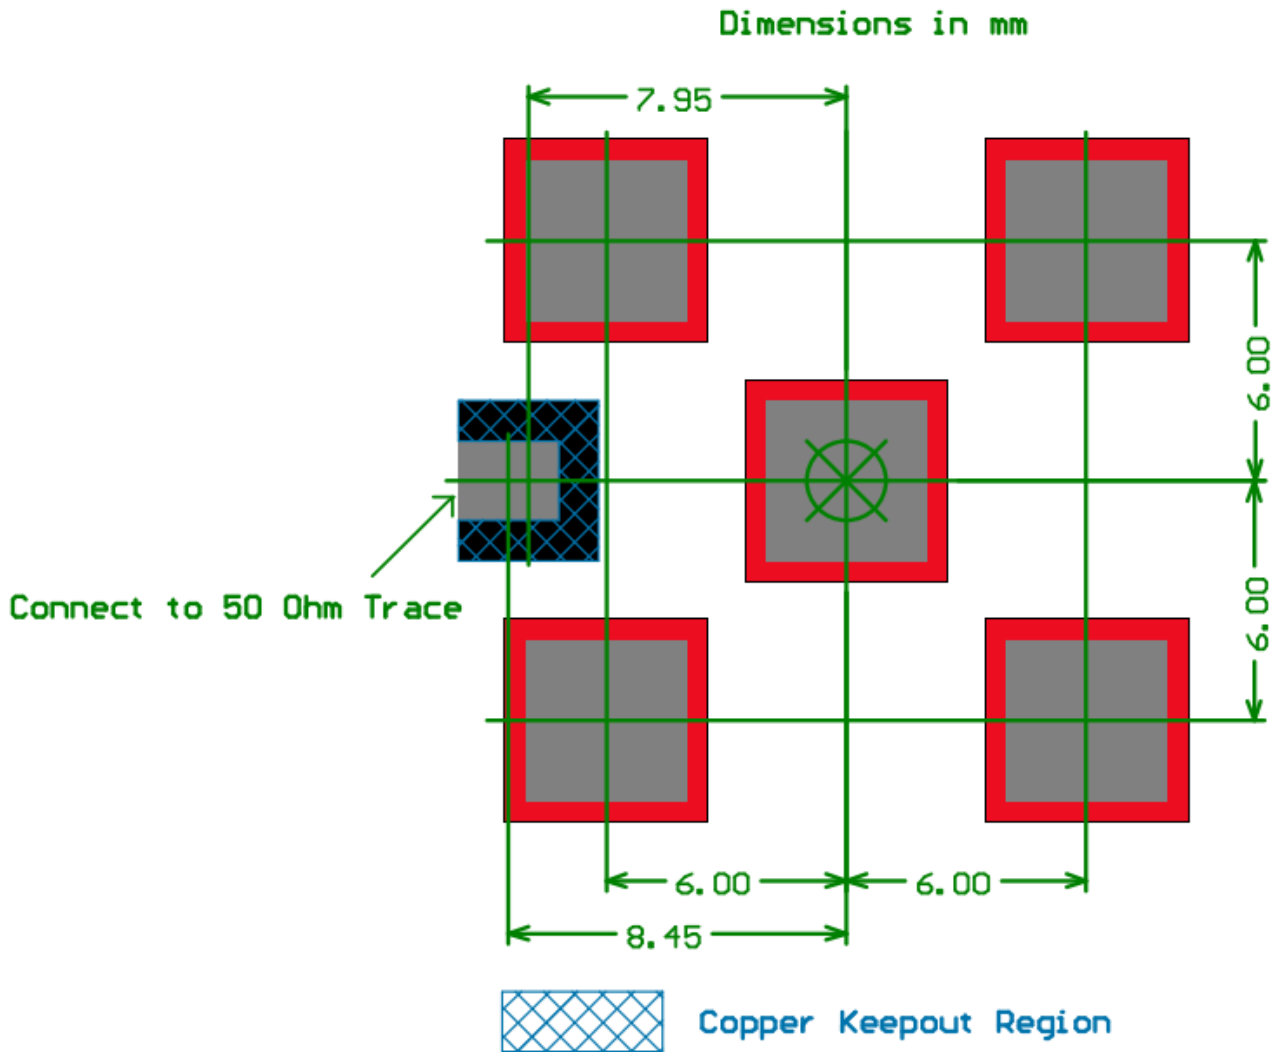 Dimensions in mm
7.95
6.00
6.00
Connect to 50 Ohm Trace
6.00
6.00
8.45
Copper Keepout Region